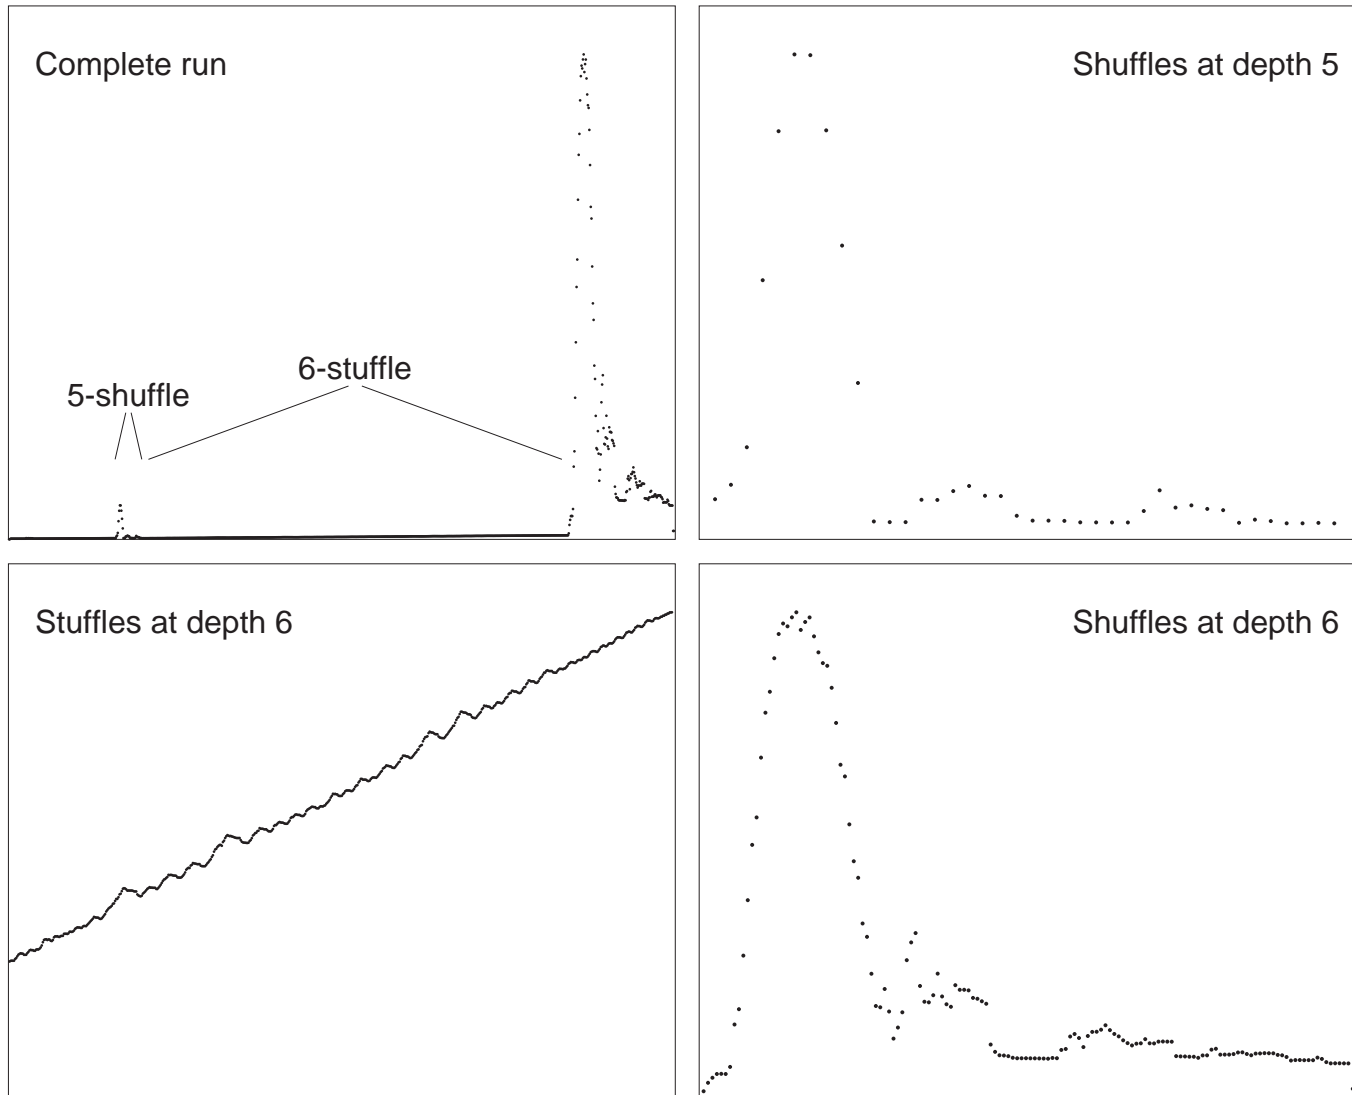 Complete run
5-shuffle
6-stuffle
Shuffles at depth 5
Stuffles at depth 6
Shuffles at depth 6